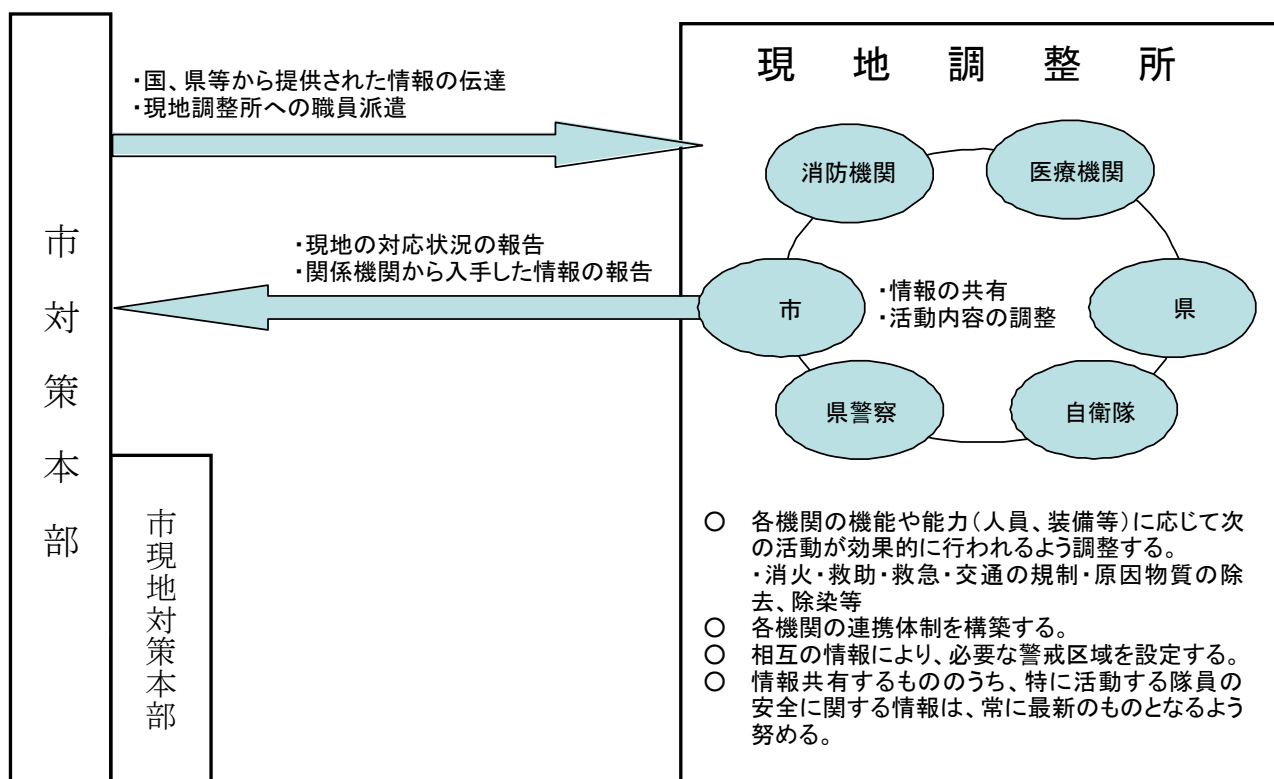 市対策本部
市現地対策本部
・国、県等から提供された情報の伝達
・現地調整所への職員派遣
・現地の対応状況の報告
・関係機関から入手した情報の報告
現地調整所
消防機関
医療機関
市
・情報の共有
・活動内容の調整
県
県警察
自衛隊
○ 各機関の機能や能力(人員、装備等)に応じて次
の活動が効果的に行われるよう調整する。
・消火・救助・救急・交通の規制・原因物質の除
去、除染等
○ 各機関の連携体制を構築する。
○ 相互の情報により、必要な警戒区域を設定する。
○ 情報共有するもののうち、特に活動する隊員の
安全に関する情報は、常に最新のものとなるよう
努める。